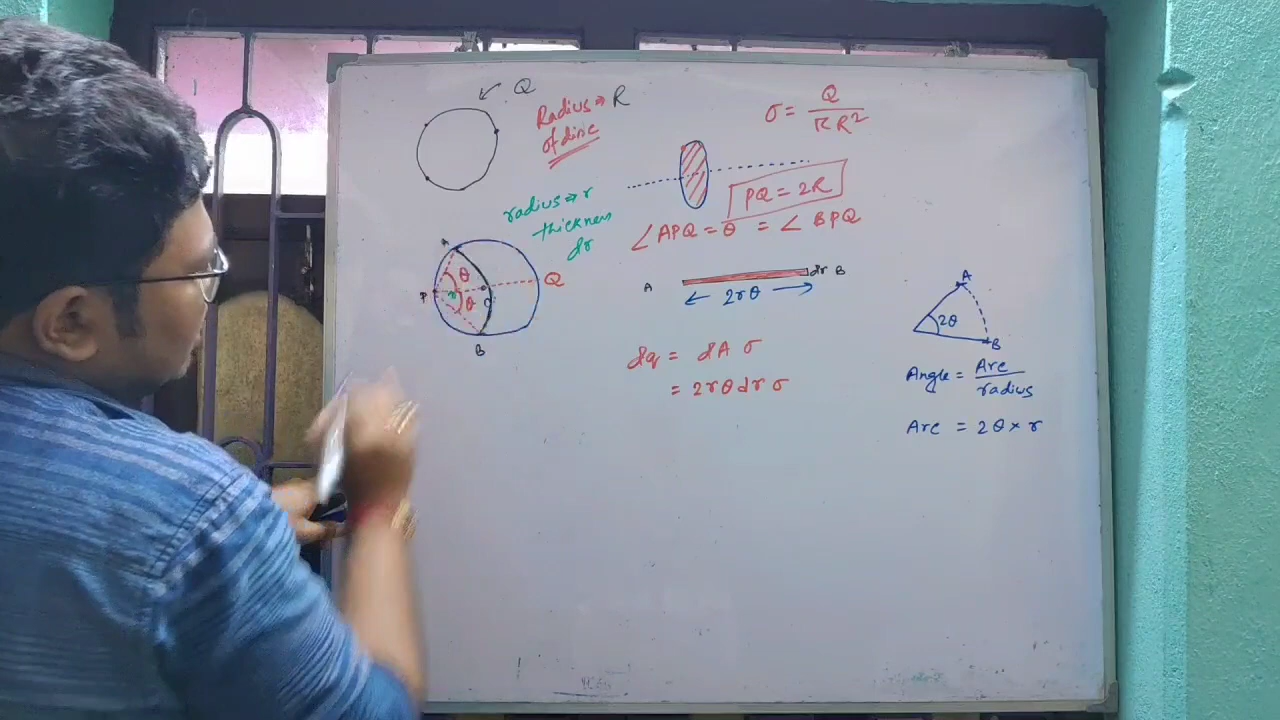 Q
Radius → R
of disc
σ = Q / πR²
PQ = 2R
∠APQ = θ = ∠BPQ
radius → r
thickness
dr
A
P
θ
θ
r
Q
B
A
dr B
2rθ
dq = dA σ
= 2rθ dr σ
A
2θ
B
Angle = Arc / radius
Arc = 2θ × r